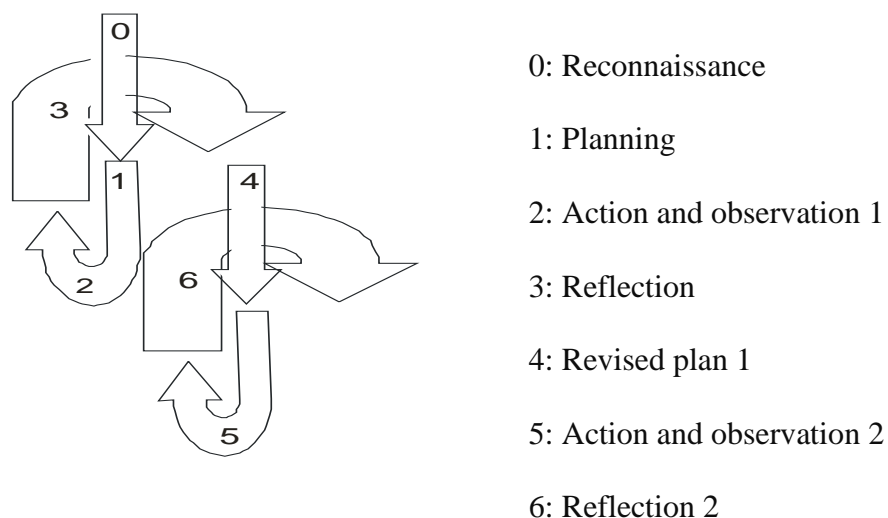 0
3
1
4
2
6
5
0: Reconnaissance
1: Planning
2: Action and observation 1
3: Reflection
4: Revised plan 1
5: Action and observation 2
6: Reflection 2